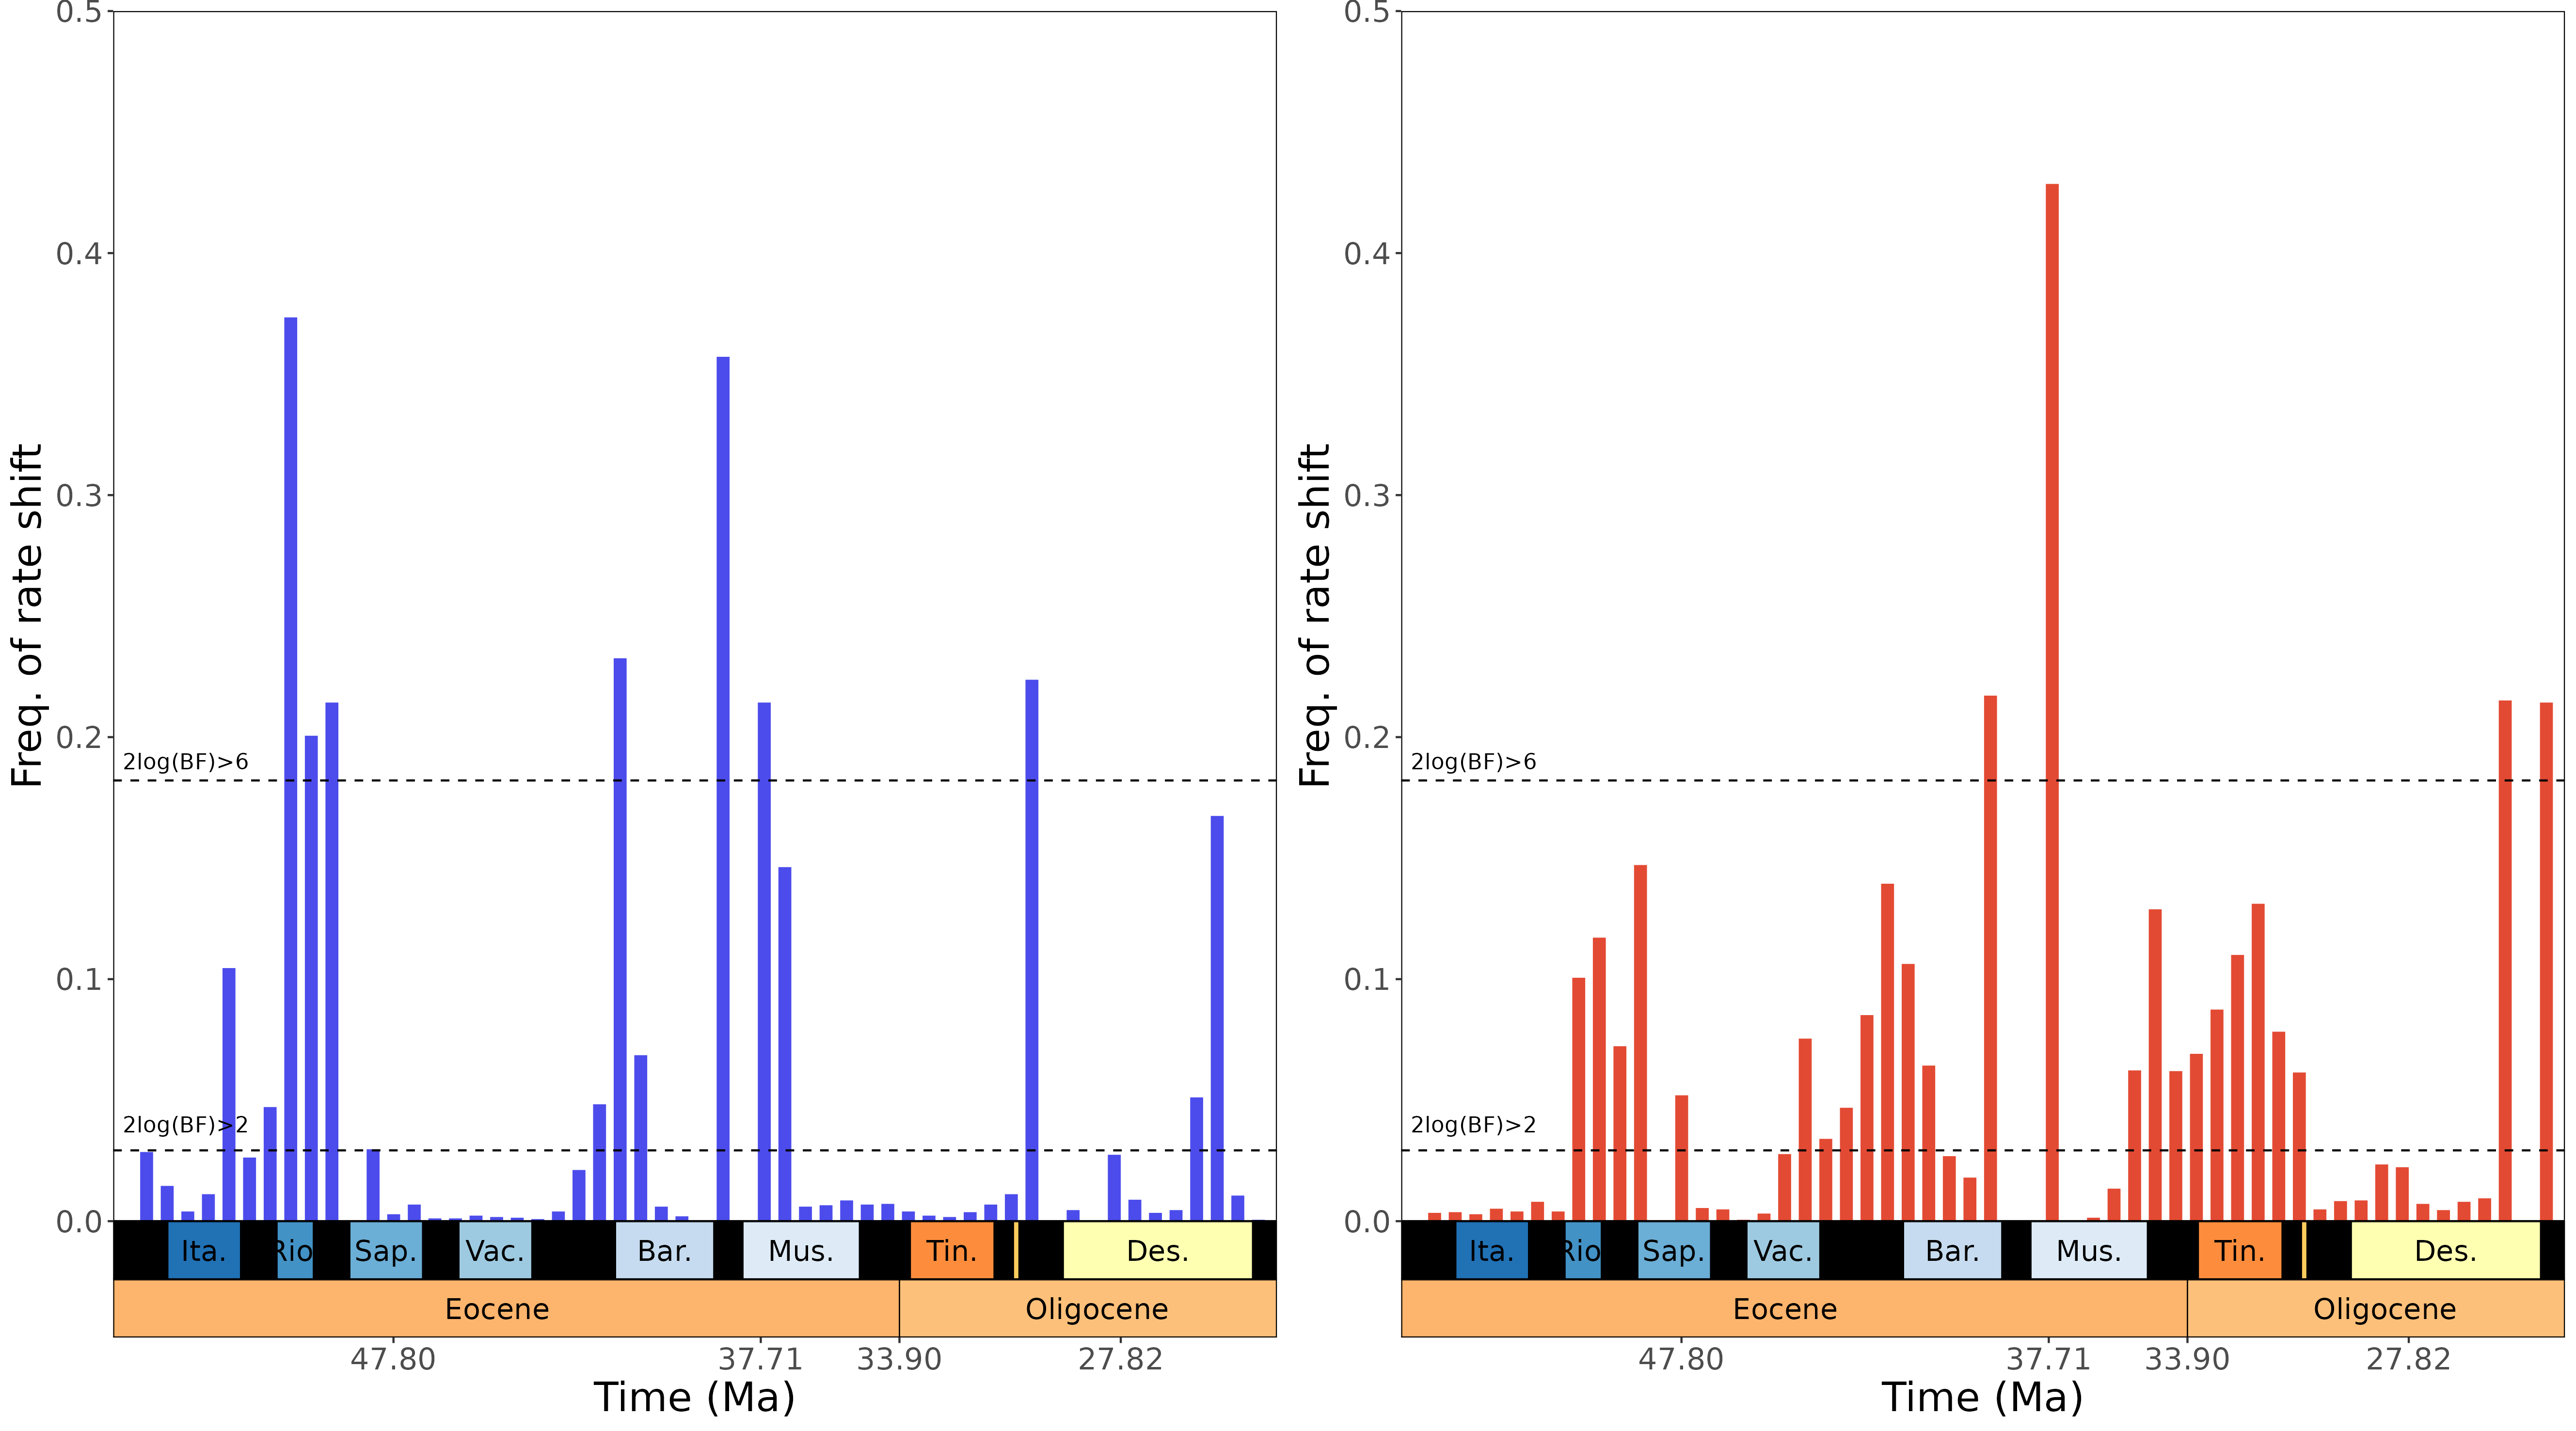 0.5
0.4
0.3
0.2
0.1
0.0
Freq. of rate shift
2log(BF)>6
2log(BF)>2
Ita. Rio Sap. Vac. Bar. Mus. Tin. Des.
Eocene Oligocene
47.80 37.71 33.90 27.82
Time (Ma)
0.5
0.4
0.3
0.2
0.1
0.0
Freq. of rate shift
2log(BF)>6
2log(BF)>2
Ita. Rio Sap. Vac. Bar. Mus. Tin. Des.
Eocene Oligocene
47.80 37.71 33.90 27.82
Time (Ma)